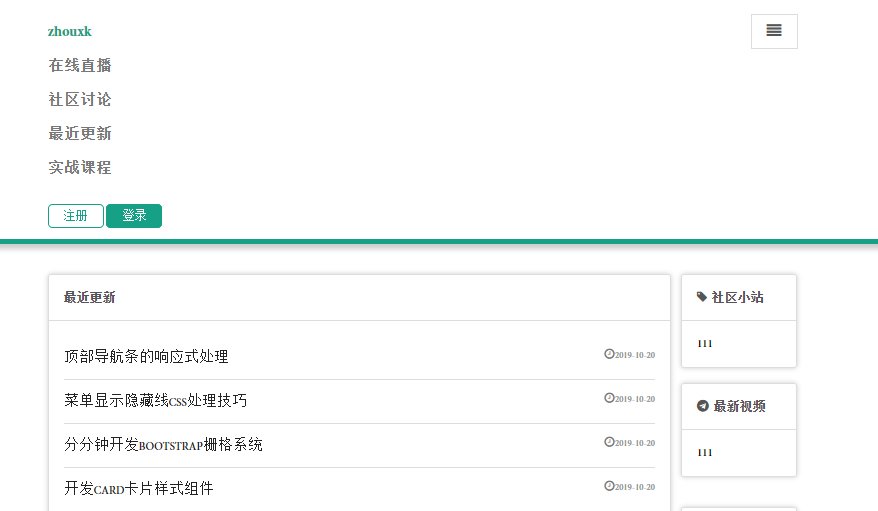 zhouxk
在线直播
社区讨论
最近更新
实战课程
注册 登录
最近更新
顶部导航条的响应式处理 2019-10-20
菜单显示隐藏线CSS处理技巧 2019-10-20
分分钟开发BOOTSTRAP栅格系统 2019-10-20
开发CARD卡片样式组件 2019-10-20
社区小站
111
最新视频
111